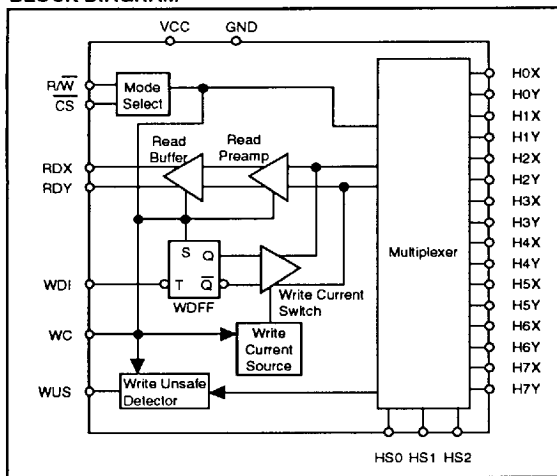 BLOCK DIAGRAM
VCC GND
R/W̅
C̅S̅
Mode
Select
RDX
RDY
Read
Buffer
Read
Preamp
S
Q
T
Q̅
WDFF
WDI
Write Current
Switch
WC
Write
Current
Source
WUS
Write Unsafe
Detector
Multiplexer
H0X
H0Y
H1X
H1Y
H2X
H2Y
H3X
H3Y
H4X
H4Y
H5X
H5Y
H6X
H6Y
H7X
H7Y
HS0 HS1 HS2